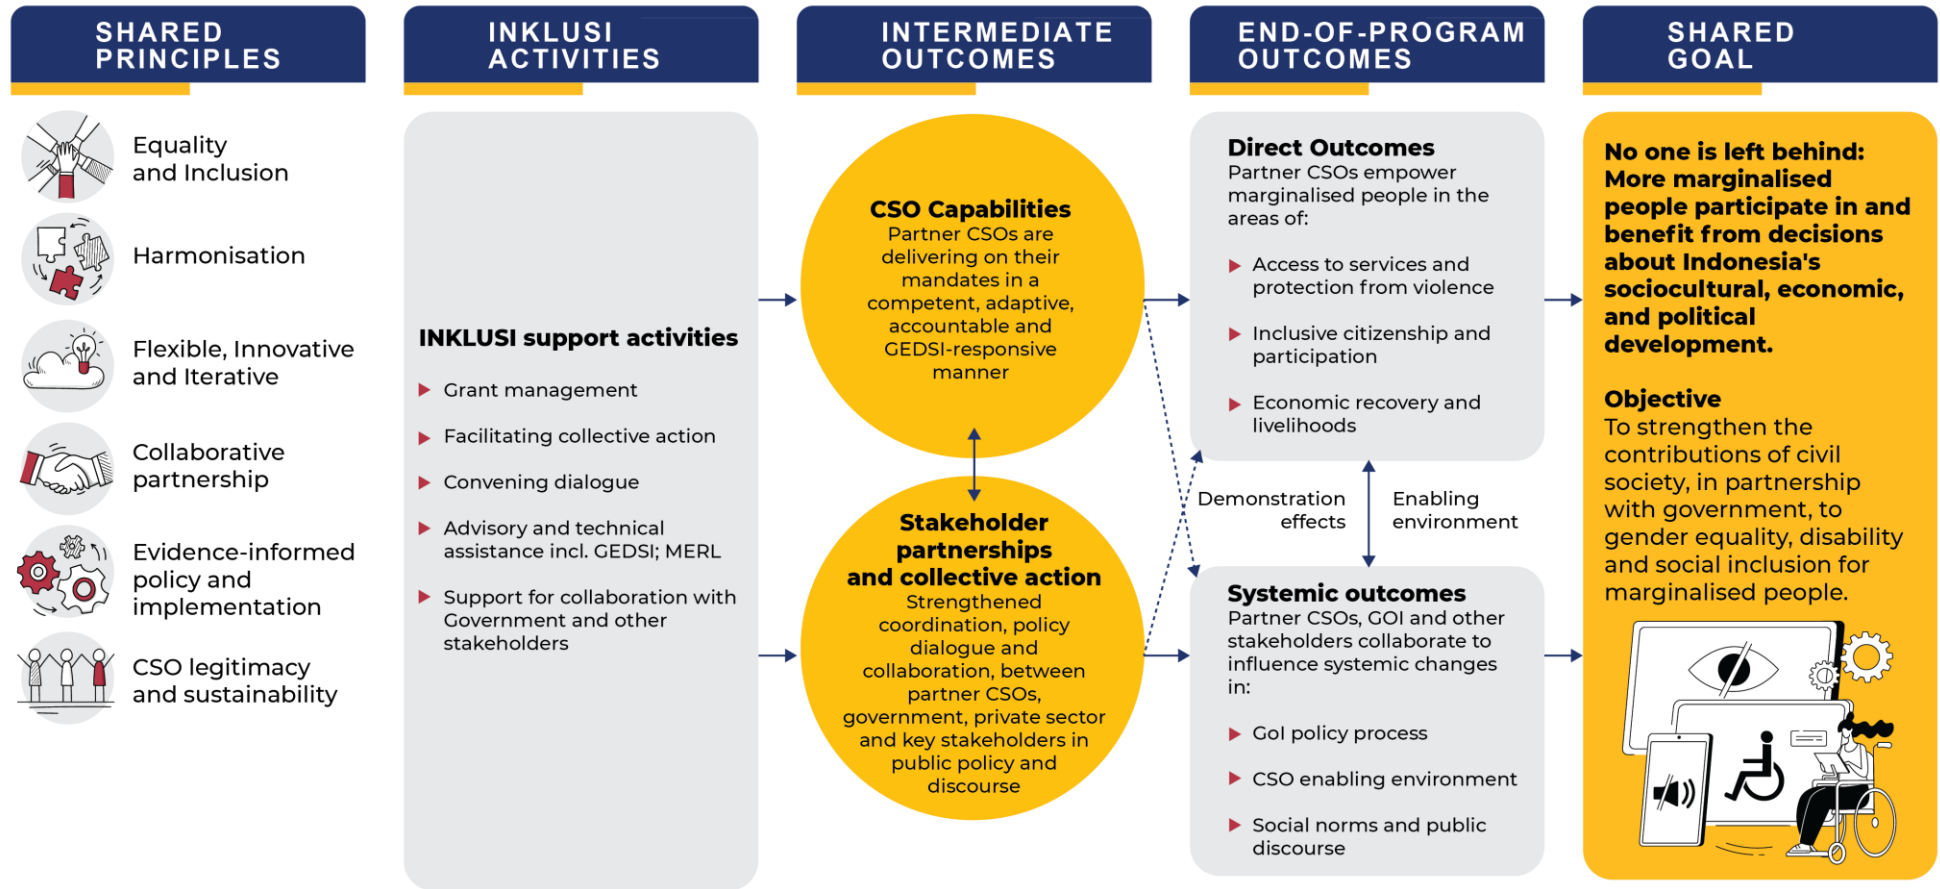 SHARED
PRINCIPLES
Equality
and Inclusion
Harmonisation
Flexible, Innovative
and Iterative
Collaborative
partnership
Evidence-informed
policy and
implementation
CSO legitimacy
and sustainability
INKLUSI
ACTIVITIES
INKLUSI support activities
Grant management
Facilitating collective action
Convening dialogue
Advisory and technical
assistance incl. GEDSI; MERL
Support for collaboration with
Government and other
stakeholders
INTERMEDIATE
OUTCOMES
CSO Capabilities
Partner CSOs are
delivering on their
mandates in a
competent, adaptive,
accountable and
GEDSI-responsive
manner
Stakeholder
partnerships
and collective action
Strengthened
coordination, policy
dialogue and
collaboration, between
partner CSOs,
government, private sector
and key stakeholders in
public policy and
discourse
END-OF-PROGRAM
OUTCOMES
Direct Outcomes
Partner CSOs empower
marginalised people in the
areas of:
Access to services and
protection from violence
Inclusive citizenship and
participation
Economic recovery and
livelihoods
Demonstration
effects
Enabling
environment
Systemic outcomes
Partner CSOs, GOI and other
stakeholders collaborate to
influence systemic changes
in:
GoI policy process
CSO enabling environment
Social norms and public
discourse
SHARED
GOAL
No one is left behind:
More marginalised
people participate in and
benefit from decisions
about Indonesia's
sociocultural, economic,
and political
development.
Objective
To strengthen the
contributions of civil
society, in partnership
with government, to
gender equality, disability
and social inclusion for
marginalised people.